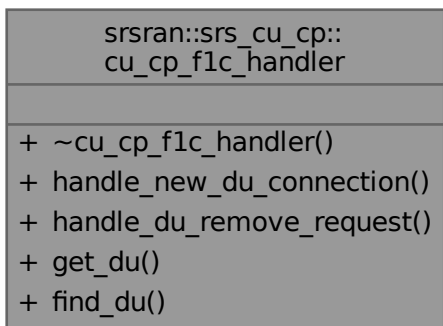 srsran::srs_cu_cp::
cu_cp_f1c_handler
+ ~cu_cp_f1c_handler()
+ handle_new_du_connection()
+ handle_du_remove_request()
+ get_du()
+ find_du()